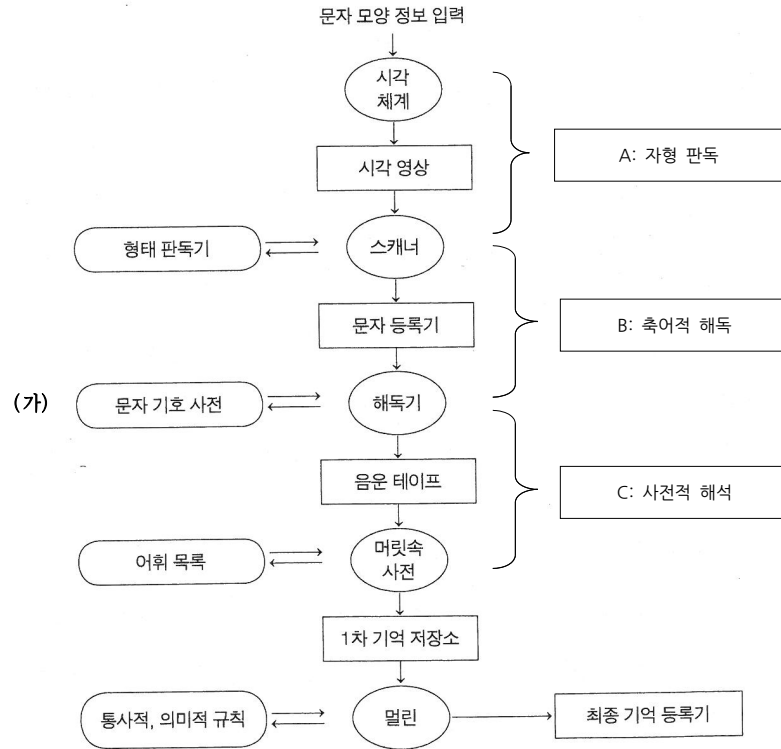 문자 모양 정보 입력
시각
체계
A: 자형 판독
시각 영상
형태 판독기
스캐너
문자 등록기
B: 축어적 해독
(가)
문자 기호 사전
해독기
음운 테이프
C: 사전적 해석
어휘 목록
머릿속
사전
1차 기억 저장소
통사적, 의미적 규칙
멀린
최종 기억 등록기